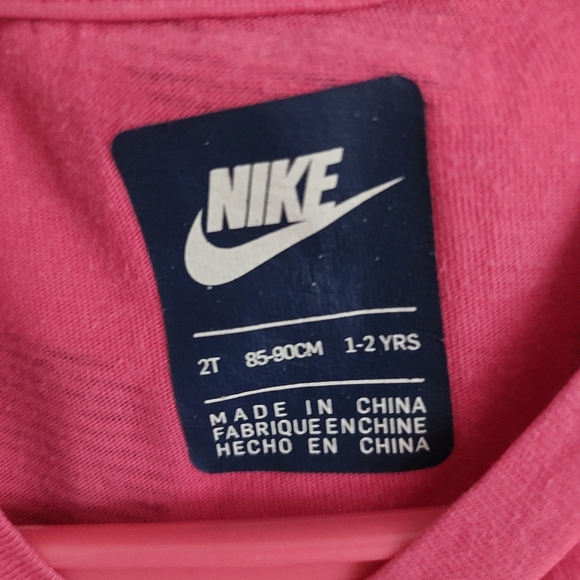 NIKE
2T 85-90CM 1-2 YRS
MADE IN CHINA
FABRIQUE EN CHINE
HECHO EN CHINA